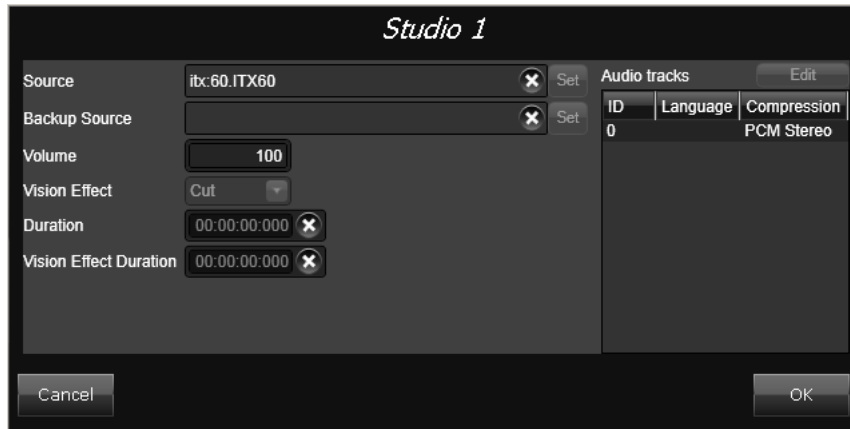 Studio 1
Source itx:60.ITX60 Set
Backup Source Set
Volume 100
Vision Effect Cut
Duration 00:00:00:000
Vision Effect Duration 00:00:00:000
Audio tracks Edit
ID Language Compression
0 PCM Stereo
Cancel OK